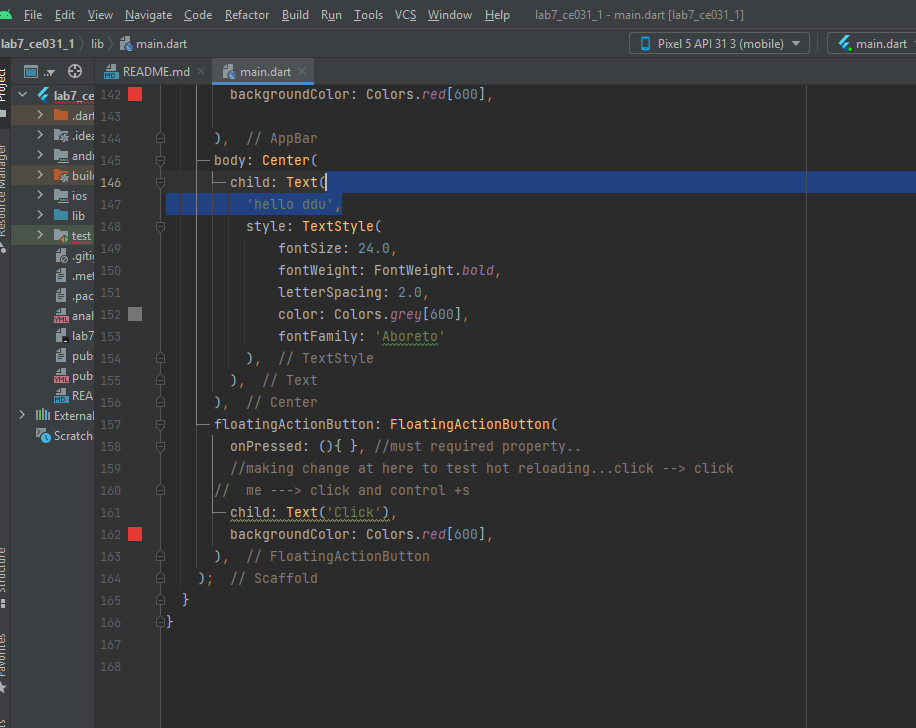 File Edit View Navigate Code Refactor Build Run Tools VCS Window Help lab7_ce031_1 - main.dart [lab7_ce031_1]
lab7_ce031_1 lib main.dart Pixel 5 API 31 3 (mobile) main.dart
README.md main.dart
Project
lab7_ce
.dart
.idea
andr
build
ios
lib
test
.gitig
.met
.pac
anal
lab7
pubs
pubs
REA
External
Scratch
Resource Manager
Structure
Favorites
142 backgroundColor: Colors.red[600],
143
144 ), // AppBar
145 body: Center(
146 child: Text(
147 'hello ddu',
148 style: TextStyle(
149 fontSize: 24.0,
150 fontWeight: FontWeight.bold,
151 letterSpacing: 2.0,
152 color: Colors.grey[600],
153 fontFamily: 'Aboreto'
154 ), // TextStyle
155 ), // Text
156 ), // Center
157 floatingActionButton: FloatingActionButton(
158 onPressed: (){ }, //must required property..
159 //making change at here to test hot reloading...click --> click
160 // me ---> click and control +s
161 child: Text('Click'),
162 backgroundColor: Colors.red[600],
163 ), // FloatingActionButton
164 ); // Scaffold
165 }
166 }
167
168